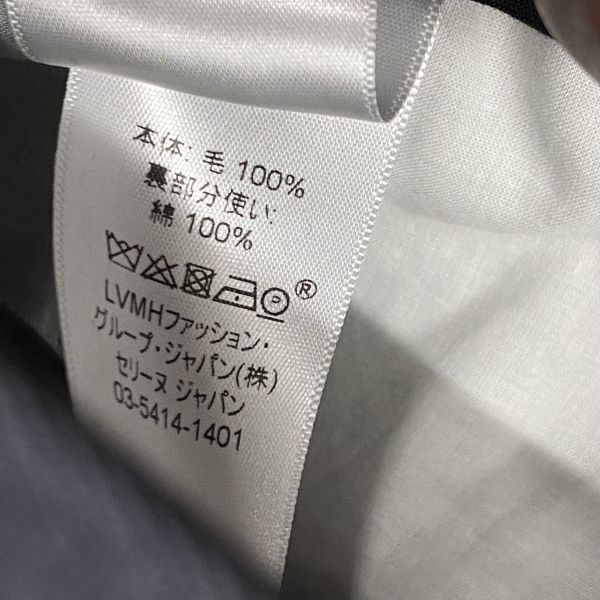 本体: 毛 100%
裏部分使い:
綿 100%
P ®
LVMHファッション・
グループ・ジャパン(株)
セリーヌ ジャパン
03-5414-1401